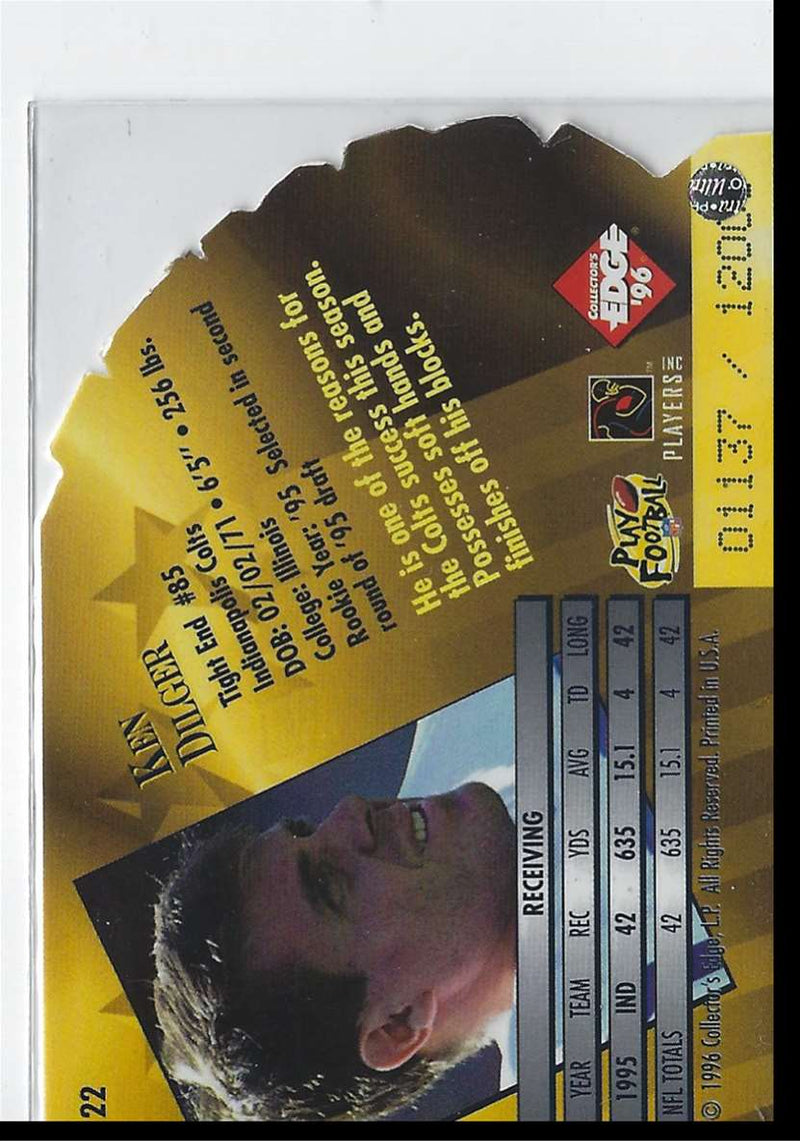 22
KEN
DILGER
Tight End #85
Indianapolis Colts
DOB: 02/02/71 • 6'5" • 256 lbs.
College: Illinois
Rookie Year: '95 Selected in second
round of '95 draft
He is one of the reasons for
the Colts sucess this season.
Possesses soft hands and
finishes off his blocks.
RECEIVING
YEAR TEAM REC YDS AVG TD LONG
1995 IND 42 635 15.1 4 42
NFL TOTALS 42 635 15.1 4 42
© 1996 Collector's Edge, L.P. All Rights Reserved. Printed in U.S.A.
COLLECTOR'S
EDGE ®
'96
PLAYERS INC ™
PLAY
FOOTBALL
NFL
01137 / 1200
Ultra